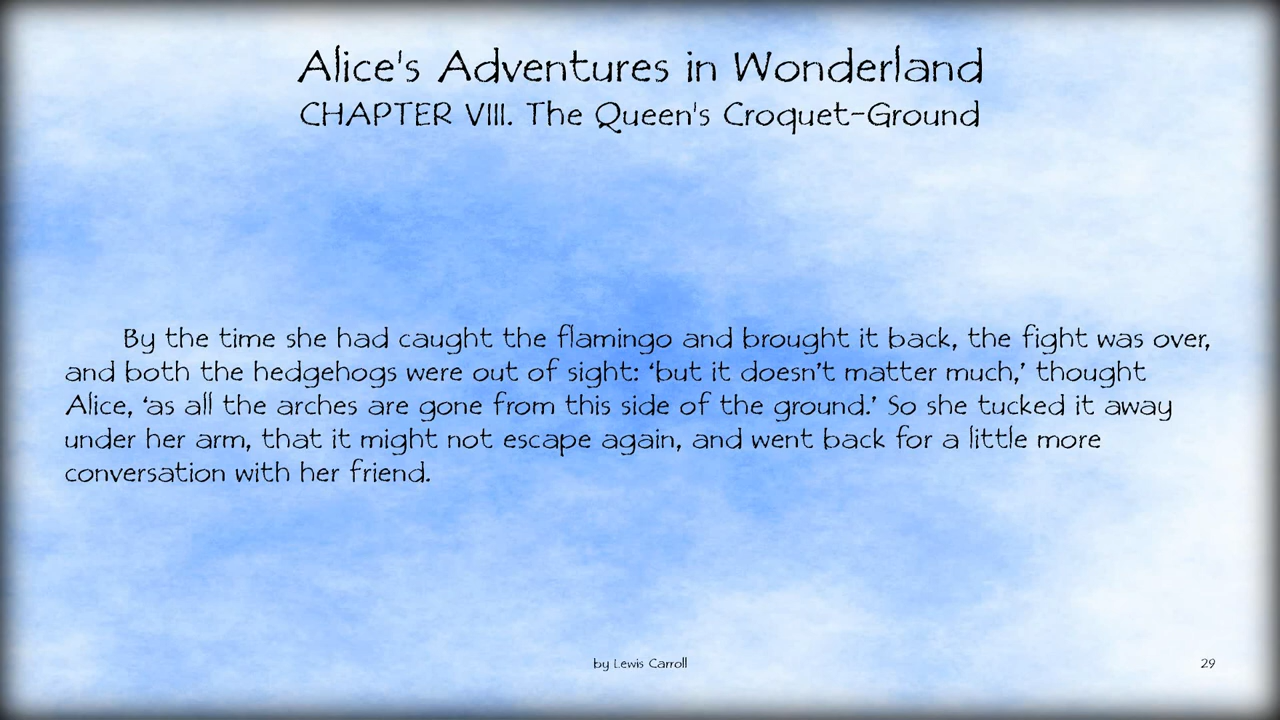 Alice's Adventures in Wonderland
CHAPTER VIII. The Queen's Croquet-Ground
By the time she had caught the flamingo and brought it back, the fight was over,
and both the hedgehogs were out of sight: ‘but it doesn’t matter much,’ thought
Alice, ‘as all the arches are gone from this side of the ground.’ So she tucked it away
under her arm, that it might not escape again, and went back for a little more
conversation with her friend.
by Lewis Carroll
29